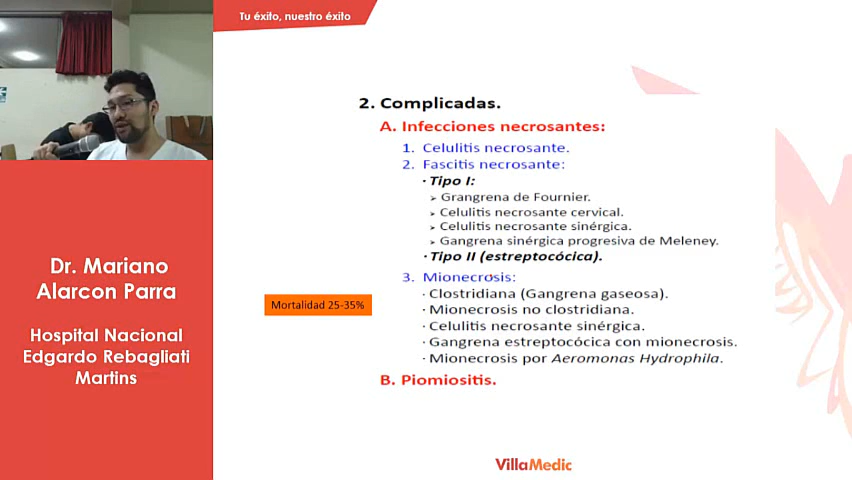 Tu éxito, nuestro éxito
Dr. Mariano
Alarcon Parra
Hospital Nacional
Edgardo Rebagliati
Martins
2. Complicadas.
A. Infecciones necrosantes:
1. Celulitis necrosante.
2. Fascitis necrosante:
· Tipo I:
➢ Grangrena de Fournier.
➢ Celulitis necrosante cervical.
➢ Celulitis necrosante sinérgica.
➢ Gangrena sinérgica progresiva de Meleney.
· Tipo II (estreptocócica).
3. Mionecrosis:
Mortalidad 25-35%
· Clostridiana (Gangrena gaseosa).
· Mionecrosis no clostridiana.
· Celulitis necrosante sinérgica.
· Gangrena estreptocócica con mionecrosis.
· Mionecrosis por Aeromonas Hydrophila.
B. Piomiositis.
VillaMedic